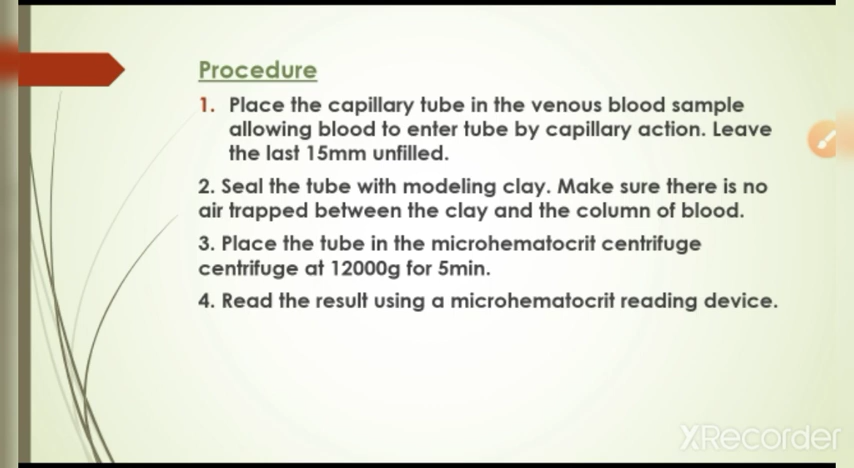 Procedure
1. Place the capillary tube in the venous blood sample
allowing blood to enter tube by capillary action. Leave
the last 15mm unfilled.
2. Seal the tube with modeling clay. Make sure there is no
air trapped between the clay and the column of blood.
3. Place the tube in the microhematocrit centrifuge
centrifuge at 12000g for 5min.
4. Read the result using a microhematocrit reading device.
XRecorder